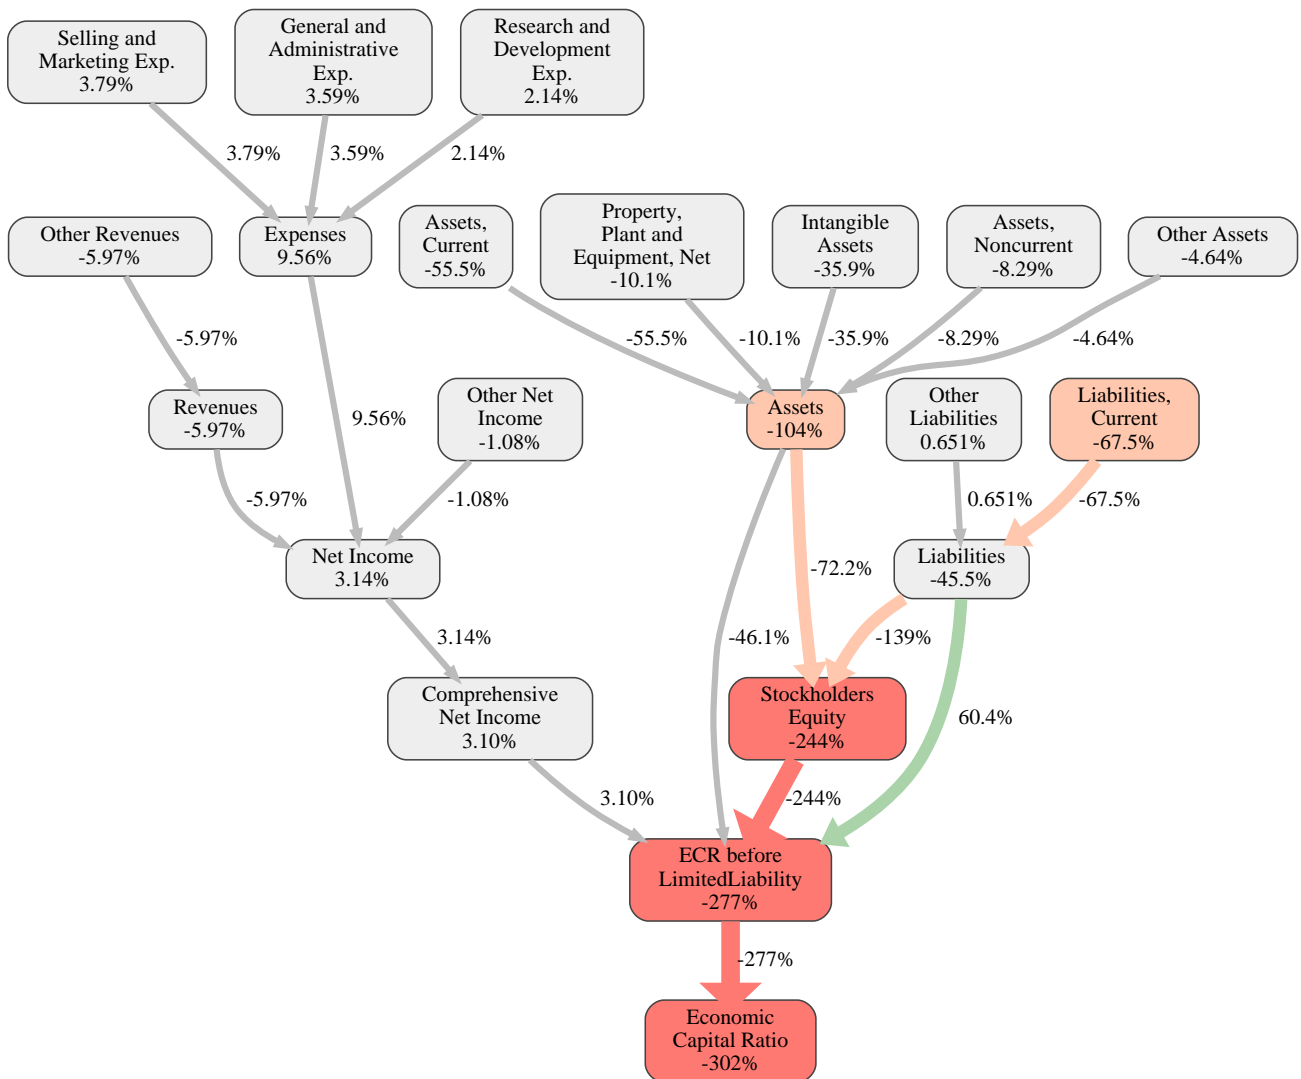 Selling and
Marketing Exp.
3.79%
General and
Administrative
Exp.
3.59%
Research and
Development
Exp.
2.14%
3.79%
3.59%
2.14%
Other Revenues
-5.97%
Expenses
9.56%
Assets,
Current
-55.5%
Property,
Plant and
Equipment, Net
-10.1%
Intangible
Assets
-35.9%
Assets,
Noncurrent
-8.29%
Other Assets
-4.64%
-5.97%
-55.5%
-10.1%
-35.9%
-8.29%
-4.64%
Revenues
-5.97%
9.56%
Other Net
Income
-1.08%
Assets
-104%
Other
Liabilities
0.651%
Liabilities,
Current
-67.5%
-5.97%
-1.08%
0.651%
-67.5%
Net Income
3.14%
-72.2%
Liabilities
-45.5%
3.14%
-46.1%
-139%
Comprehensive
Net Income
3.10%
Stockholders
Equity
-244%
60.4%
3.10%
-244%
ECR before
LimitedLiability
-277%
-277%
Economic
Capital Ratio
-302%